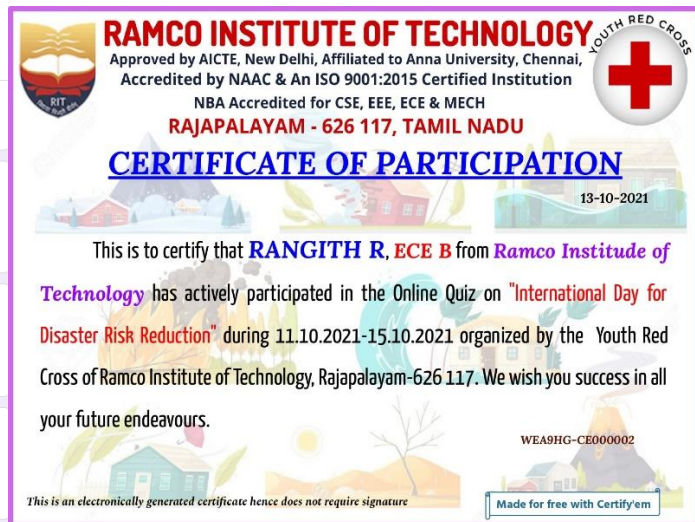 RAMCO INSTITUTE OF TECHNOLOGY
YOUTH RED CROSS
Approved by AICTE, New Delhi, Affiliated to Anna University, Chennai,
Accredited by NAAC & An ISO 9001:2015 Certified Institution
NBA Accredited for CSE, EEE, ECE & MECH
RIT
RAJAPALAYAM - 626 117, TAMIL NADU
CERTIFICATE OF PARTICIPATION
13-10-2021
This is to certify that RANGITH R, ECE B from Ramco Institude of
Technology has actively participated in the Online Quiz on "International Day for
Disaster Risk Reduction" during 11.10.2021-15.10.2021 organized by the Youth Red
Cross of Ramco Institute of Technology, Rajapalayam-626 117. We wish you success in all
your future endeavours.
WEA9HG-CE000002
This is an electronically generated certificate hence does not require signature
Made for free with Certify'em